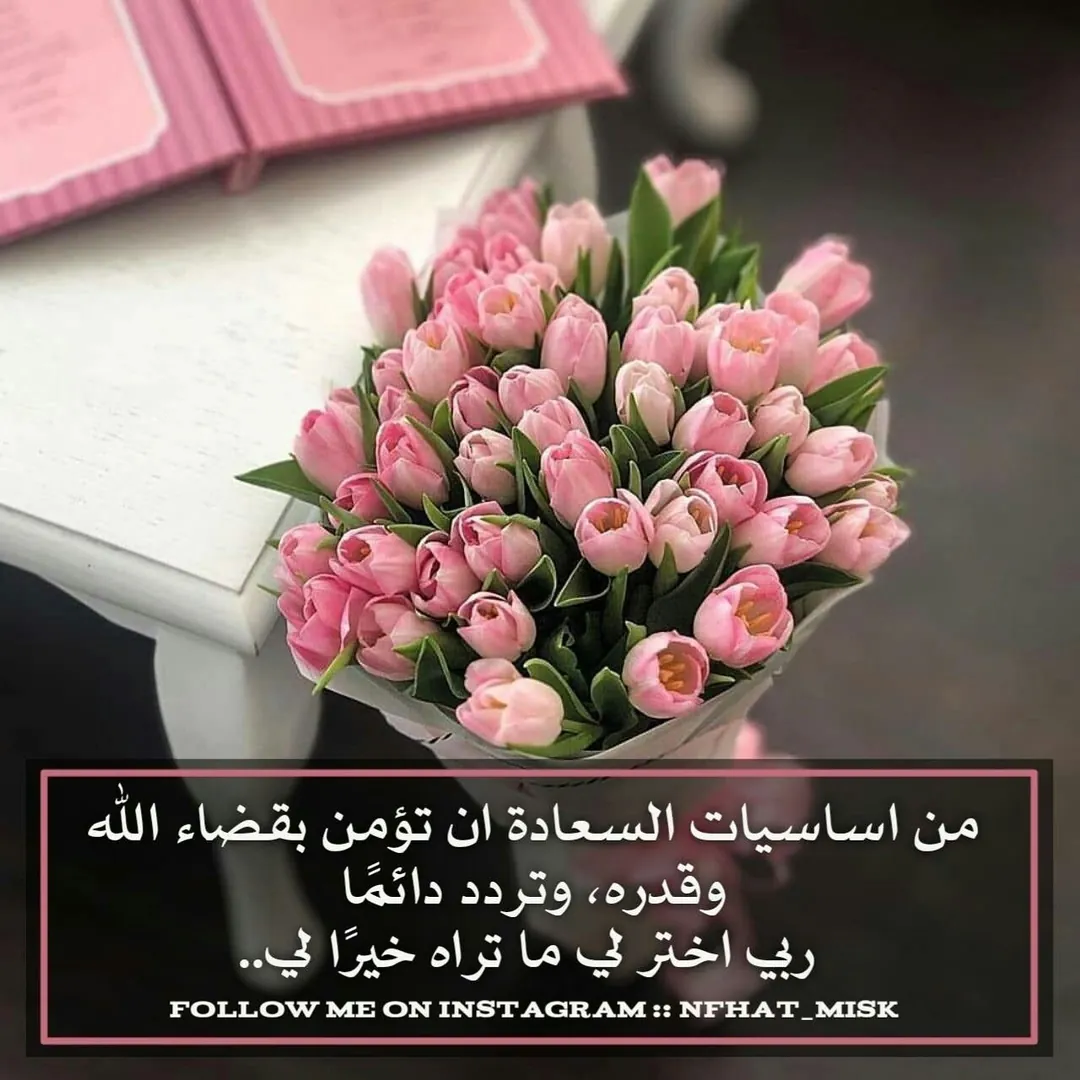 من اساسيات السعادة ان تؤمن بقضاء الله
وقدره، وتردد دائمًا
ربي اختر لي ما تراه خيرًا لي..
FOLLOW ME ON INSTAGRAM :: NFHAT_MISK